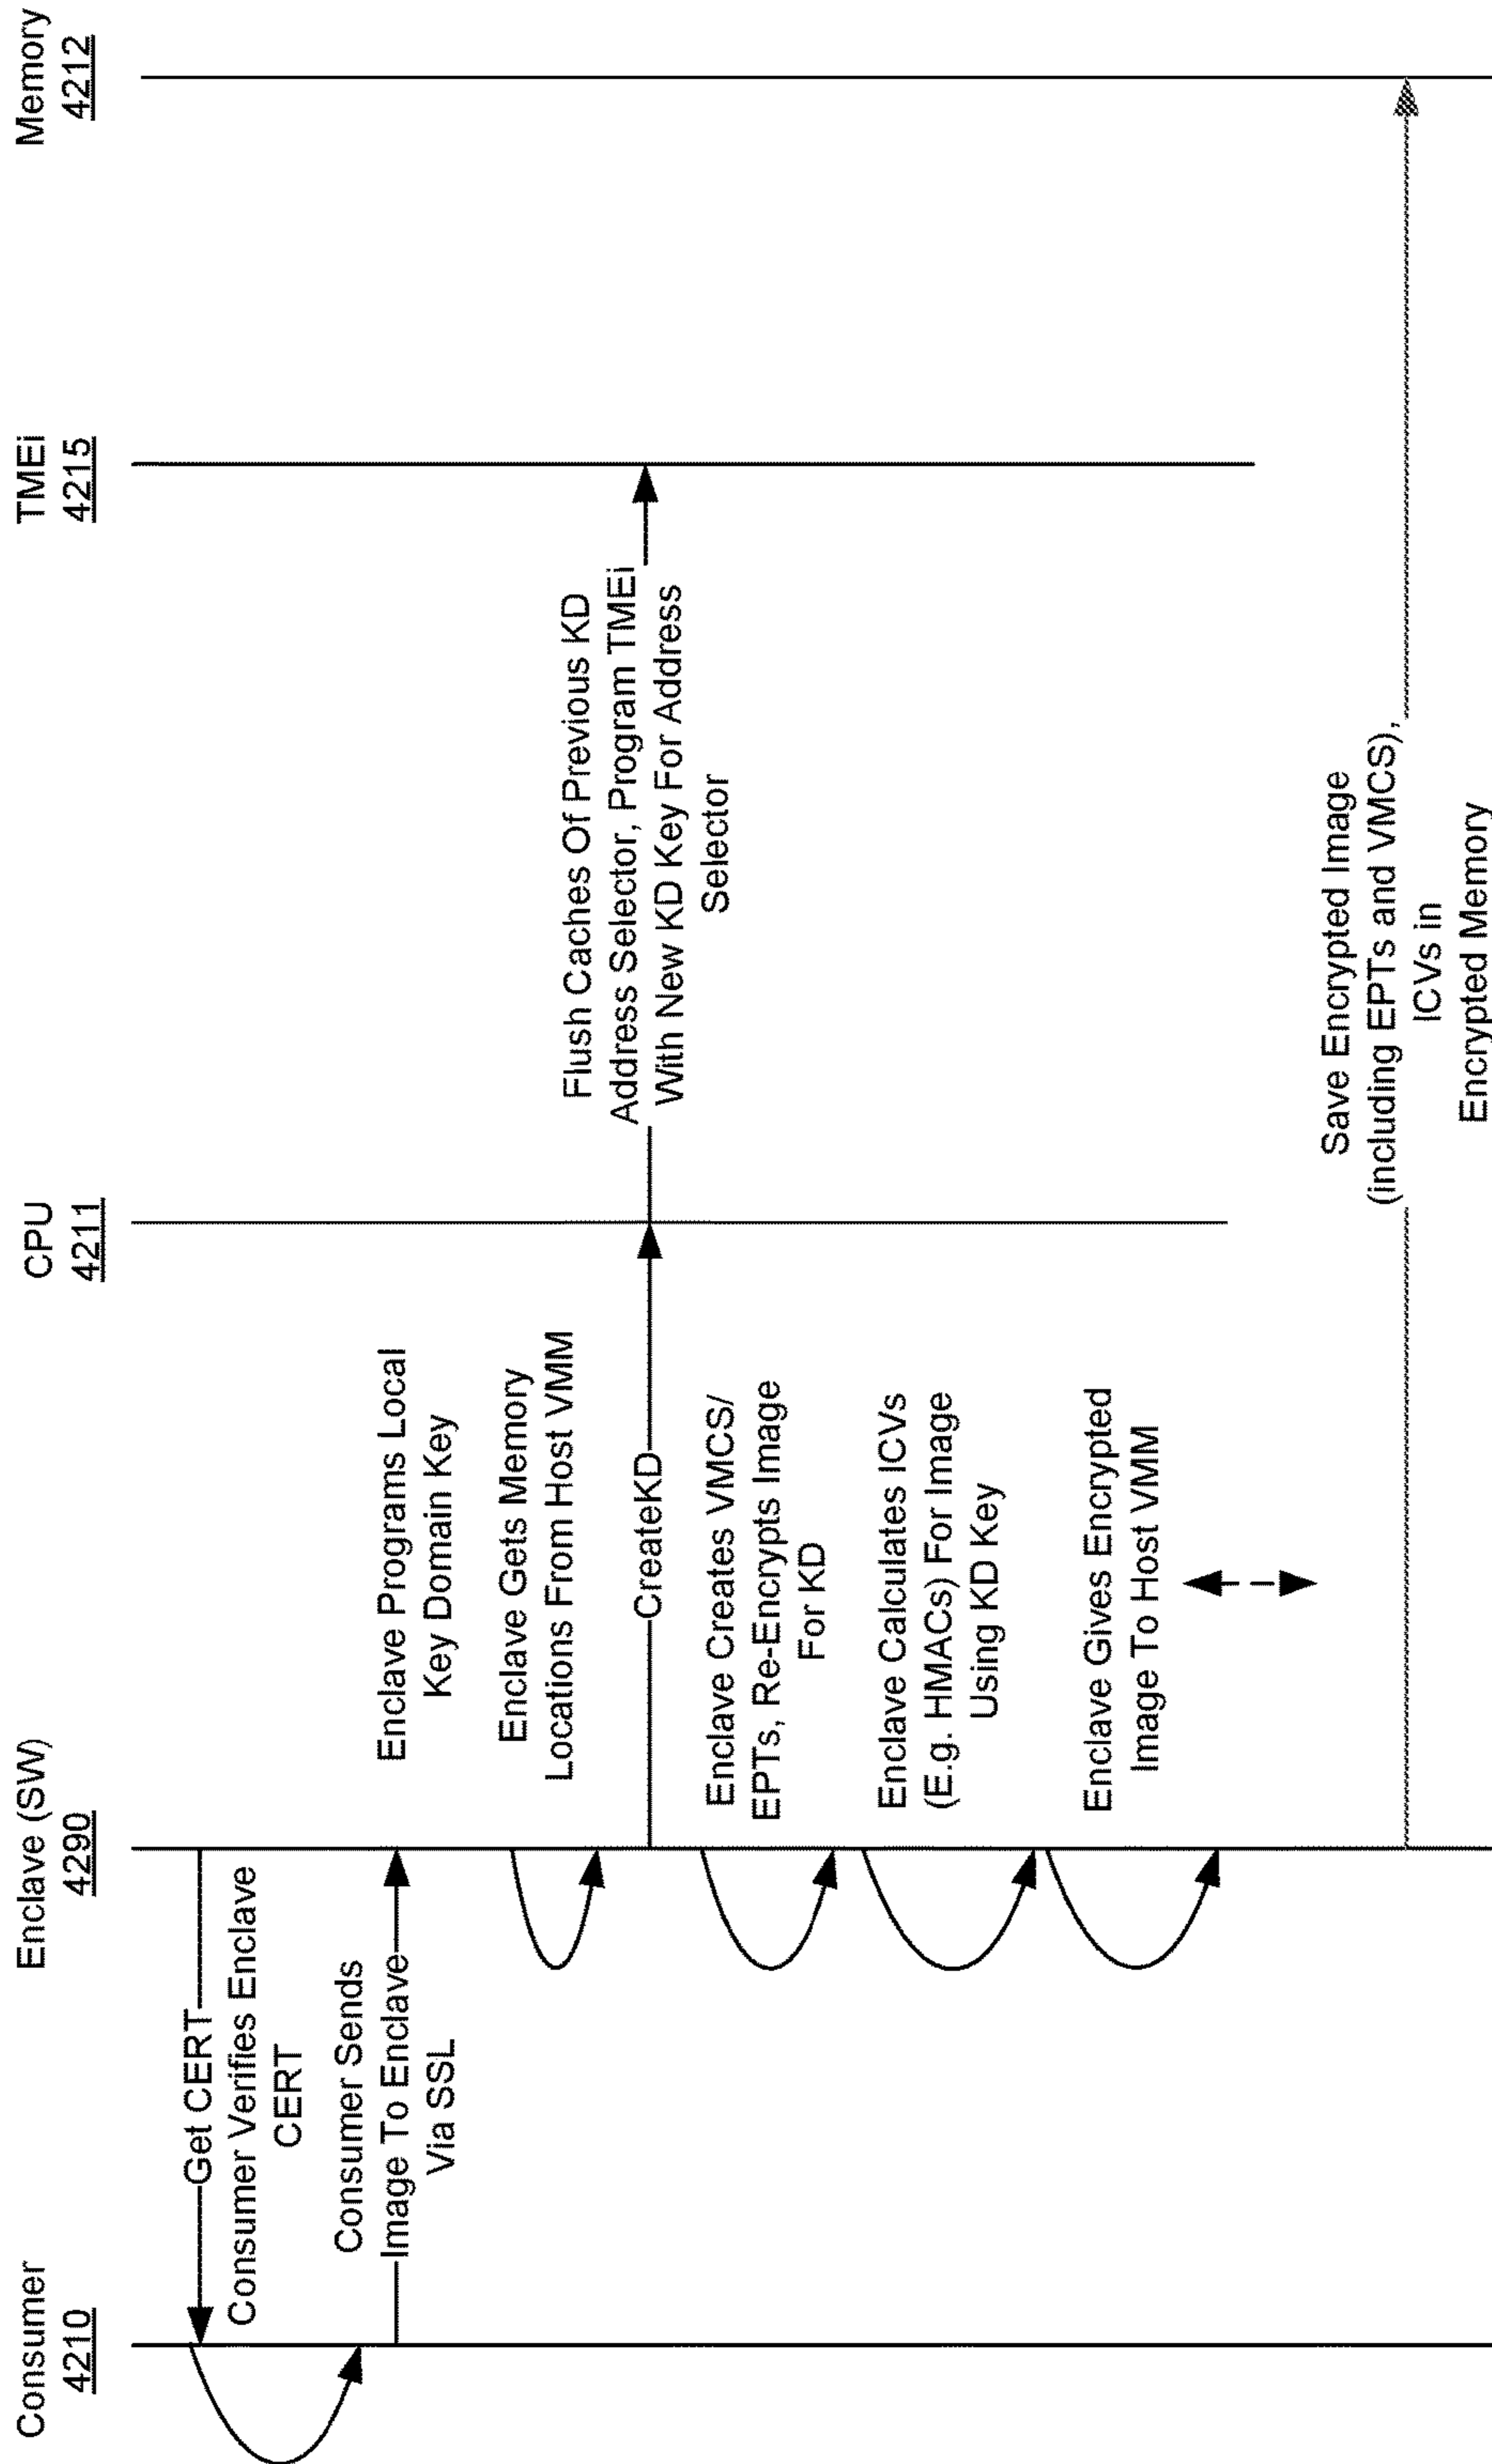 Consumer
4210
Enclave (SW)
4290
CPU
4211
TMEi
4215
Memory
4212
Get CERT
Consumer Verifies Enclave
CERT
Consumer Sends
Image To Enclave
Via SSL
Enclave Programs Local
Key Domain Key
Enclave Gets Memory
Locations From Host VMM
CreateKD
Flush Caches Of Previous KD
Address Selector, Program TMEi
With New KD Key For Address
Selector
Enclave Creates VMCS/
EPTs, Re-Encrypts Image
For KD
Enclave Calculates ICVs
(E.g. HMACs) For Image
Using KD Key
Enclave Gives Encrypted
Image To Host VMM
Save Encrypted Image
(including EPTs and VMCS),
ICVs in
Encrypted Memory